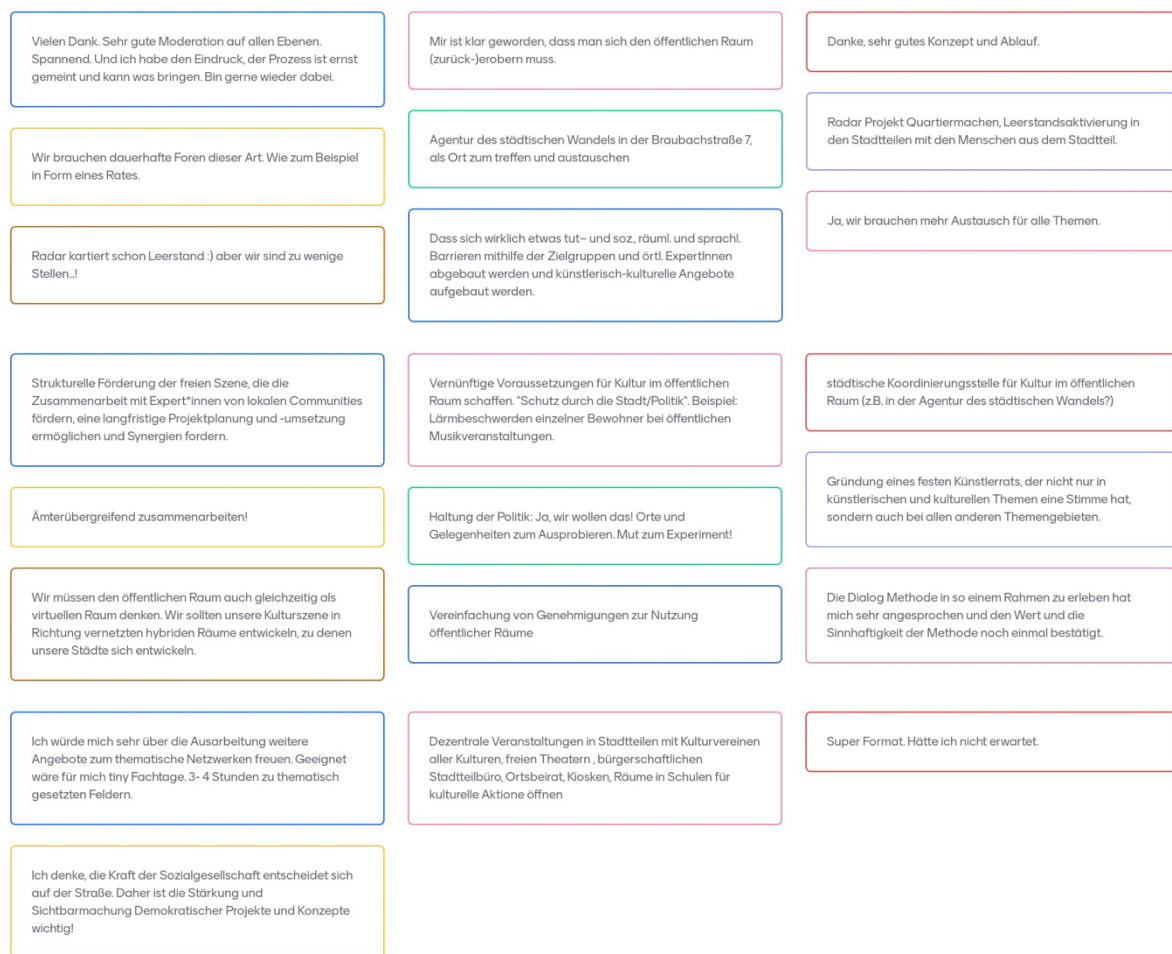 Vielen Dank. Sehr gute Moderation auf allen Ebenen.
Spannend. Und ich habe den Eindruck, der Prozess ist ernst
gemeint und kann was bringen. Bin gerne wieder dabei.
Wir brauchen dauerhafte Foren dieser Art. Wie zum Beispiel
in Form eines Rates.
Radar kartiert schon Leerstand :) aber wir sind zu wenige
Stellen...!
Mir ist klar geworden, dass man sich den öffentlichen Raum
(zurück-)erobern muss.
Agentur des städtischen Wandels in der Braubachstraße 7,
als Ort zum treffen und austauschen
Dass sich wirklich etwas tut– und soz., räuml. und sprachl.
Barrieren mithilfe der Zielgruppen und örtl. ExpertInnen
abgebaut werden und künstlerisch-kulturelle Angebote
aufgebaut werden.
Danke, sehr gutes Konzept und Ablauf.
Radar Projekt Quartiermachen, Leerstandsaktivierung in
den Stadtteilen mit den Menschen aus dem Stadtteil.
Ja, wir brauchen mehr Austausch für alle Themen.
Strukturelle Förderung der freien Szene, die die
Zusammenarbeit mit Expert*innen von lokalen Communities
fördern, eine langfristige Projektplanung und -umsetzung
ermöglichen und Synergien fordern.
Ämterübergreifend zusammenarbeiten!
Wir müssen den öffentlichen Raum auch gleichzeitig als
virtuellen Raum denken. Wir sollten unsere Kulturszene in
Richtung vernetzten hybriden Räume entwickeln, zu denen
unsere Städte sich entwickeln.
Vernünftige Voraussetzungen für Kultur im öffentlichen
Raum schaffen. "Schutz durch die Stadt/Politik". Beispiel:
Lärmbeschwerden einzelner Bewohner bei öffentlichen
Musikveranstaltungen.
Haltung der Politik: Ja, wir wollen das! Orte und
Gelegenheiten zum Ausprobieren. Mut zum Experiment!
Vereinfachung von Genehmigungen zur Nutzung
öffentlicher Räume
städtische Koordinierungsstelle für Kultur im öffentlichen
Raum (z.B. in der Agentur des städtischen Wandels?)
Gründung eines festen Künstlerrats, der nicht nur in
künstlerischen und kulturellen Themen eine Stimme hat,
sondern auch bei allen anderen Themengebieten.
Die Dialog Methode in so einem Rahmen zu erleben hat
mich sehr angesprochen und den Wert und die
Sinnhaftigkeit der Methode noch einmal bestätigt.
Ich würde mich sehr über die Ausarbeitung weitere
Angebote zum thematische Netzwerken freuen. Geeignet
wäre für mich tiny Fachtage. 3- 4 Stunden zu thematisch
gesetzten Feldern.
Ich denke, die Kraft der Sozialgesellschaft entscheidet sich
auf der Straße. Daher ist die Stärkung und
Sichtbarmachung Demokratischer Projekte und Konzepte
wichtig!
Dezentrale Veranstaltungen in Stadtteilen mit Kulturvereinen
aller Kulturen, freien Theatern , bürgerschaftlichen
Stadtteilbüro, Ortsbeirat, Kiosken, Räume in Schulen für
kulturelle Aktione öffnen
Super Format. Hätte ich nicht erwartet.